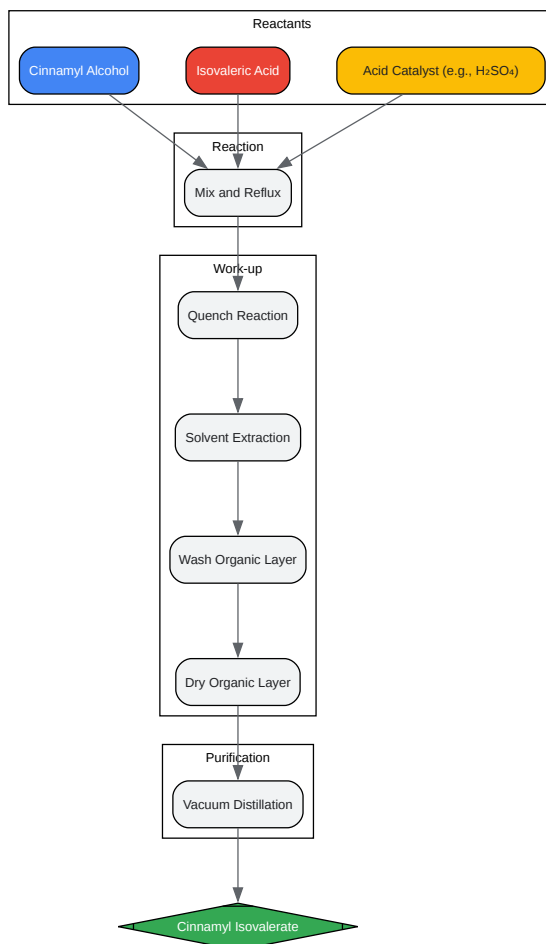 Reactants
Cinnamyl Alcohol
Isovaleric Acid
Acid Catalyst (e.g., H₂SO₄)
Reaction
Mix and Reflux
Work-up
Quench Reaction
Solvent Extraction
Wash Organic Layer
Dry Organic Layer
Purification
Vacuum Distillation
Cinnamyl Isovalerate